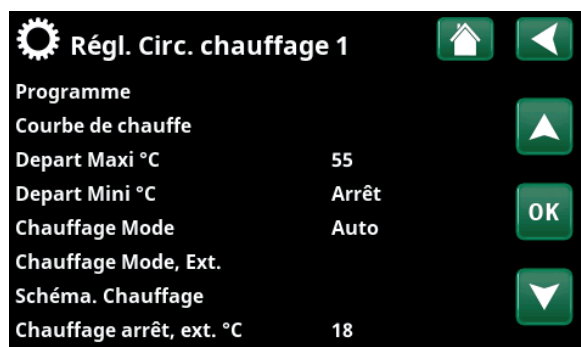 Régl. Circ. chauffage 1
Programme
Courbe de chauffe
Depart Maxi °C 55
Depart Mini °C Arrêt
Chauffage Mode Auto
Chauffage Mode, Ext.
Schéma. Chauffage
Chauffage arrêt, ext. °C 18
OK